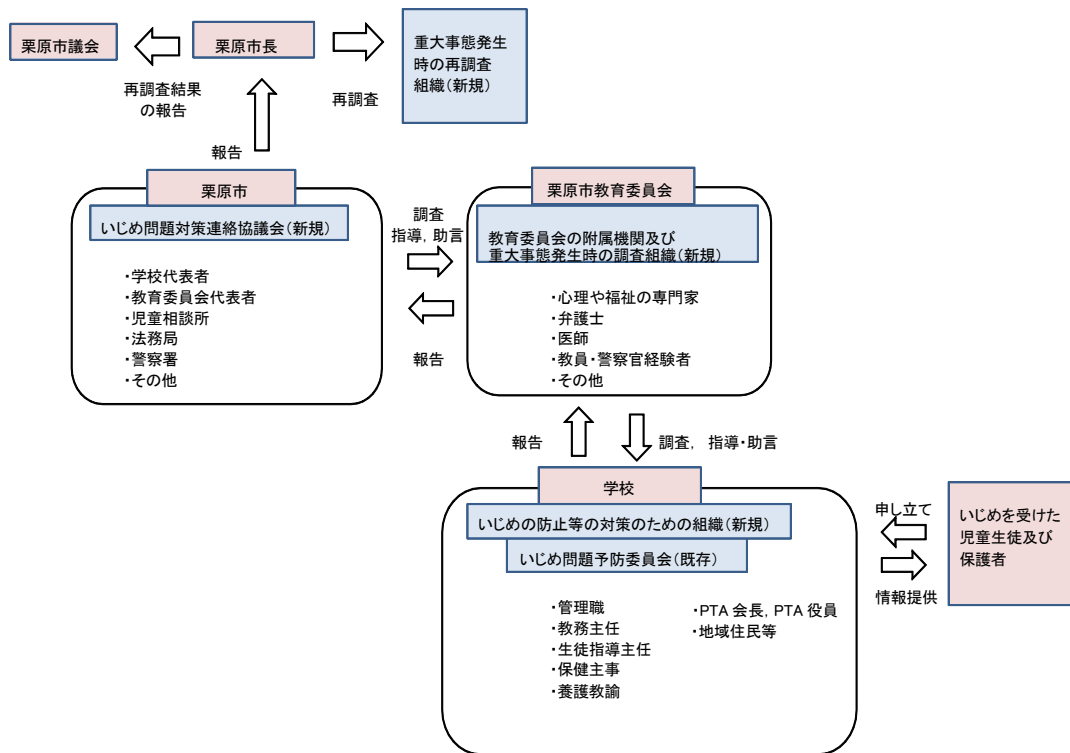 栗原市議会
栗原市長
重大事態発生
時の再調査
組織(新規)
再調査結果
の報告
再調査
報告
栗原市
いじめ問題対策連絡協議会(新規)
・学校代表者
・教育委員会代表者
・児童相談所
・法務局
・警察署
・その他
調査
指導, 助言
報告
栗原市教育委員会
教育委員会の附属機関及び
重大事態発生時の調査組織(新規)
・心理や福祉の専門家
・弁護士
・医師
・教員・警察官経験者
・その他
報告
調査, 指導・助言
学校
いじめの防止等の対策のための組織(新規)
いじめ問題予防委員会(既存)
・管理職
・教務主任
・生徒指導主任
・保健主事
・養護教諭
・PTA 会長, PTA 役員
・地域住民等
申し立て
情報提供
いじめを受けた
児童生徒及び
保護者